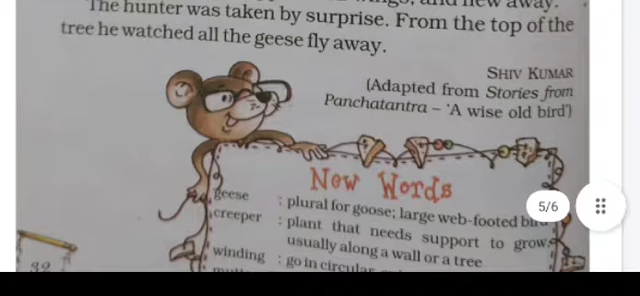 The hunter was taken by surprise. From the top of the
tree he watched all the geese fly away.
SHIV KUMAR
(Adapted from Stories from
Panchatantra – 'A wise old bird')
New Words
geese : plural for goose; large web-footed
creeper : plant that needs support to grow
usually along a wall or a tree
winding : go in circular
5/6
32